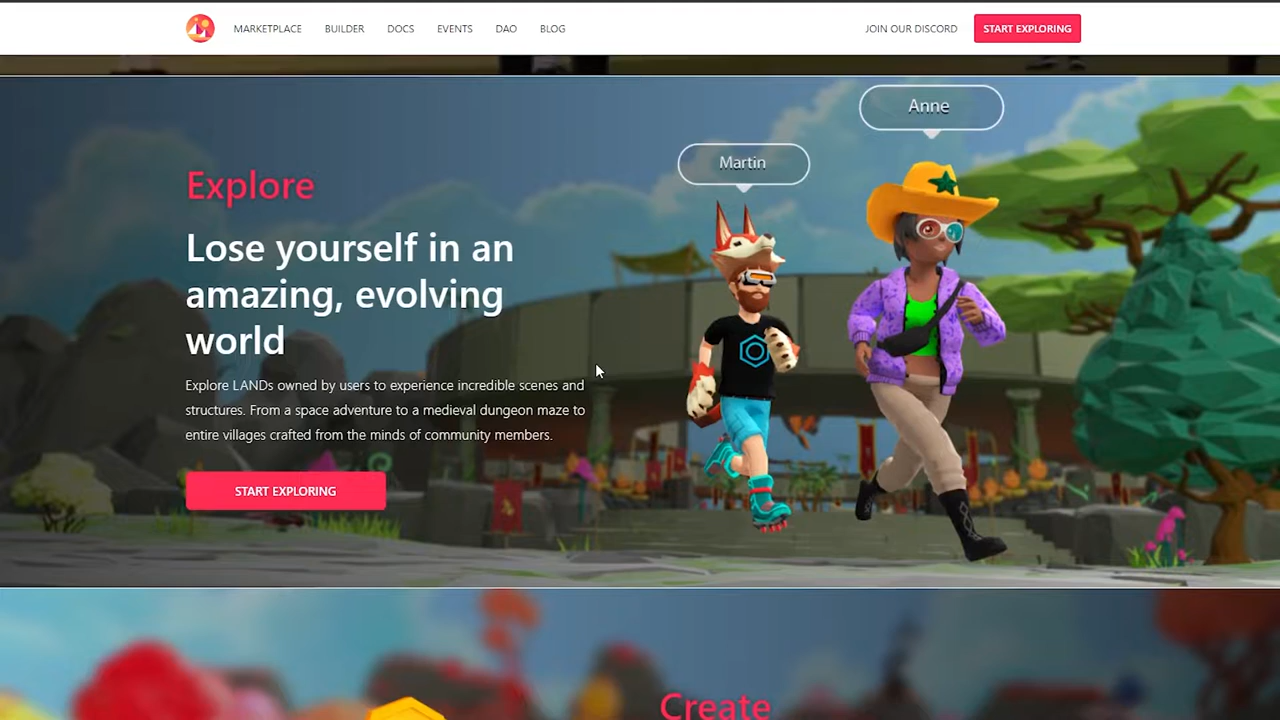 MARKETPLACE BUILDER DOCS EVENTS DAO BLOG JOIN OUR DISCORD START EXPLORING
Anne
Martin
Explore
Lose yourself in an
amazing, evolving
world
Explore LANDs owned by users to experience incredible scenes and
structures. From a space adventure to a medieval dungeon maze to
entire villages crafted from the minds of community members.
START EXPLORING
Create